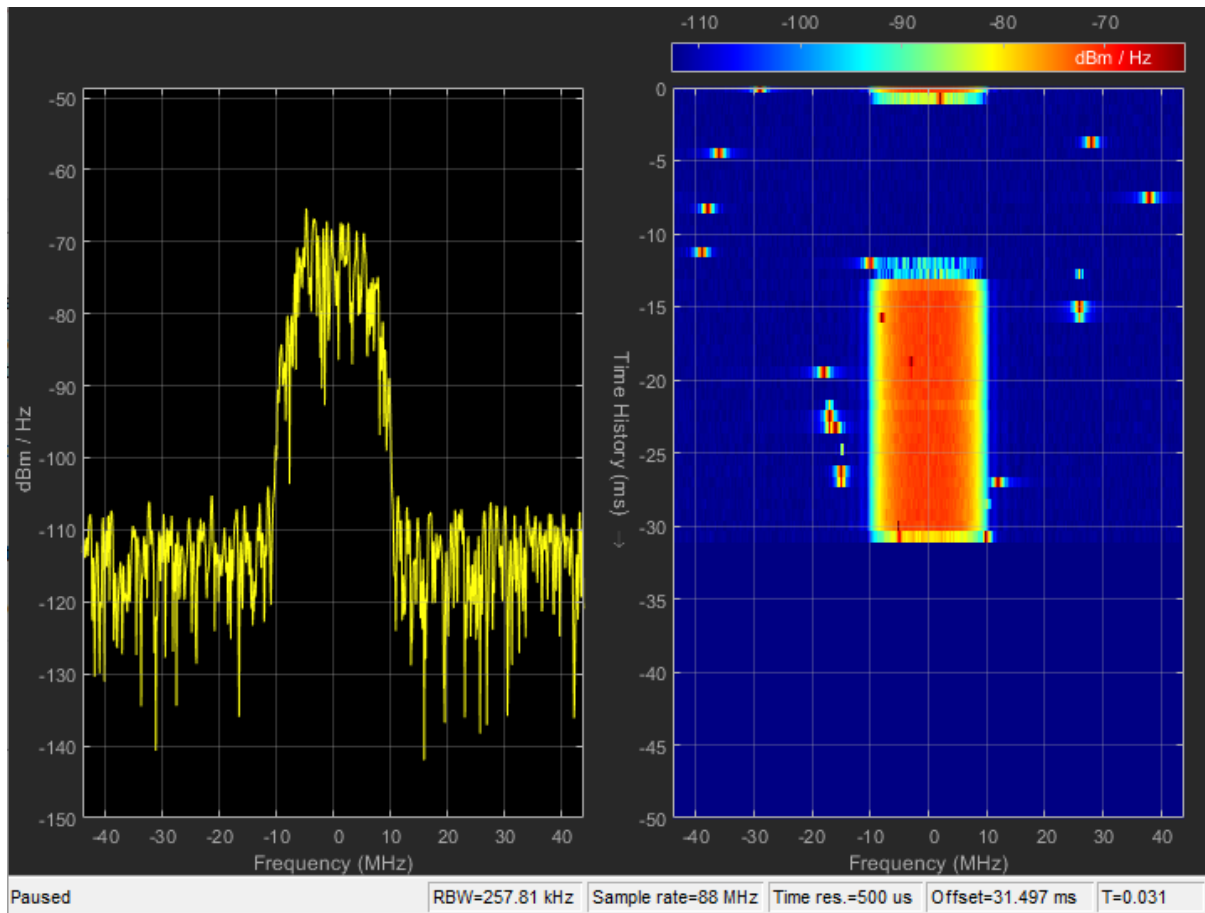 -110 -100 -90 -80 -70
dBm / Hz
-50
-60
-70
-80
-90
-100
-110
-120
-130
-140
-150
dBm / Hz
-40 -30 -20 -10 0 10 20 30 40
Frequency (MHz)
0
-5
-10
-15
-20
-25
-30
-35
-40
-45
-50
Time History (ms) →
-40 -30 -20 -10 0 10 20 30 40
Frequency (MHz)
Paused RBW=257.81 kHz Sample rate=88 MHz Time res.=500 us Offset=31.497 ms T=0.031